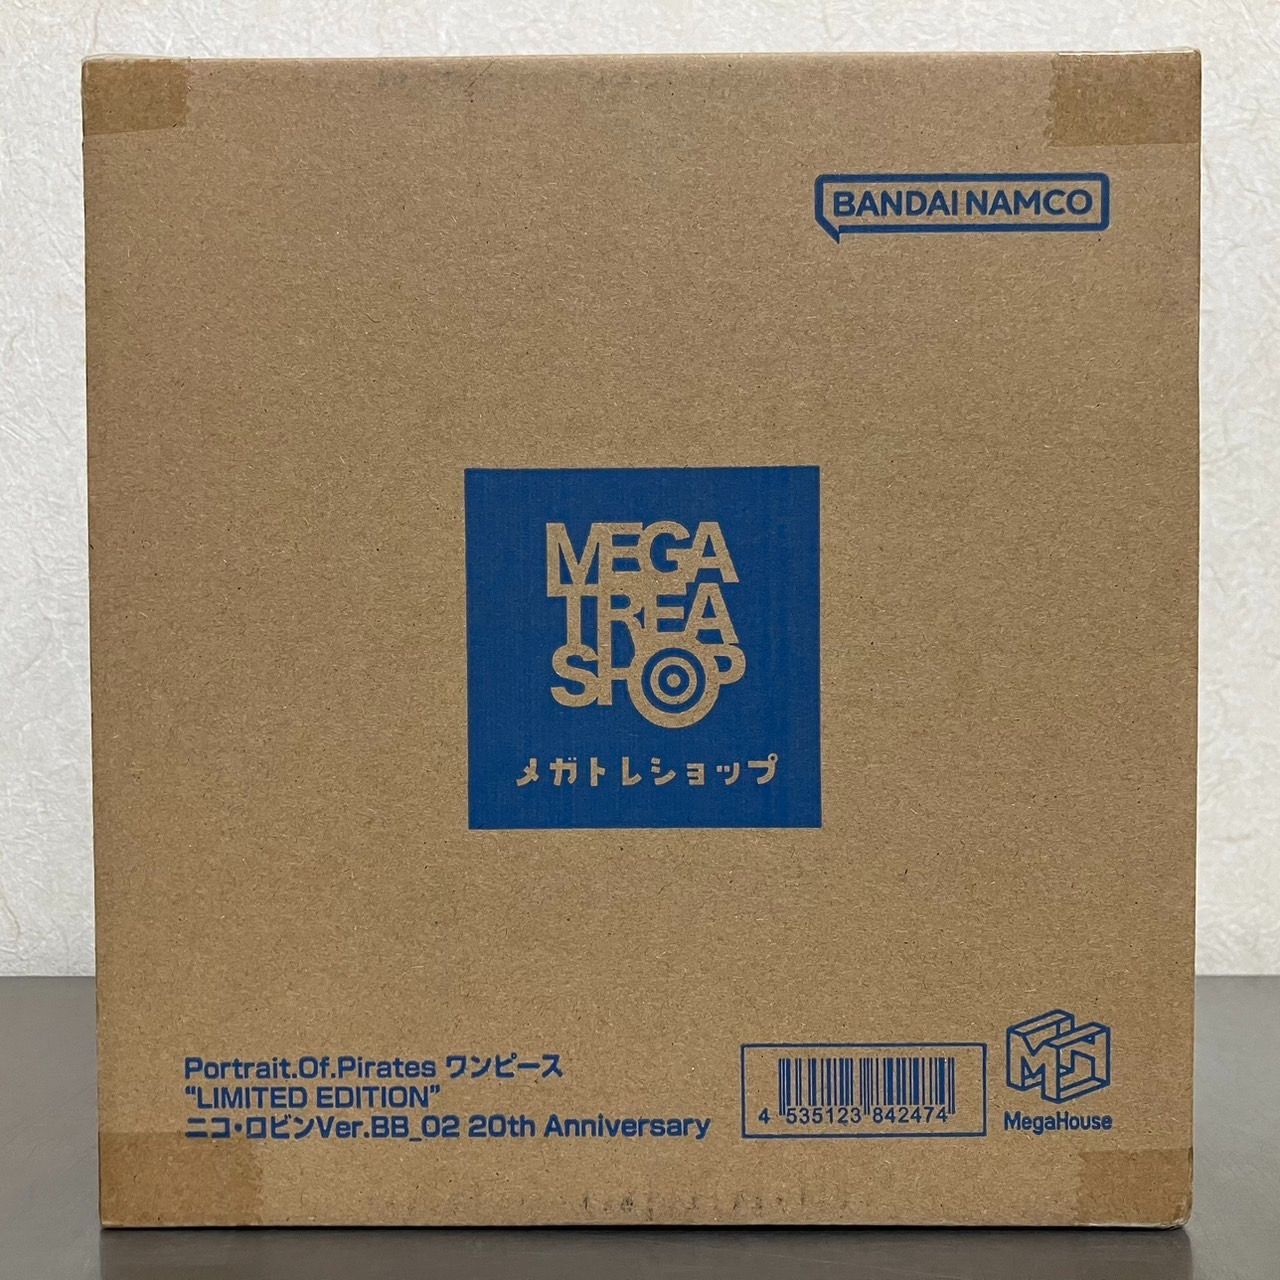 BANDAI NAMCO
MEGA
TREA
SHOP
メガトレショップ
Portrait.Of.Pirates ワンピース
“LIMITED EDITION”
ニコ・ロビンVer.BB_02 20th Anniversary
4 535123 842474
MH
MegaHouse